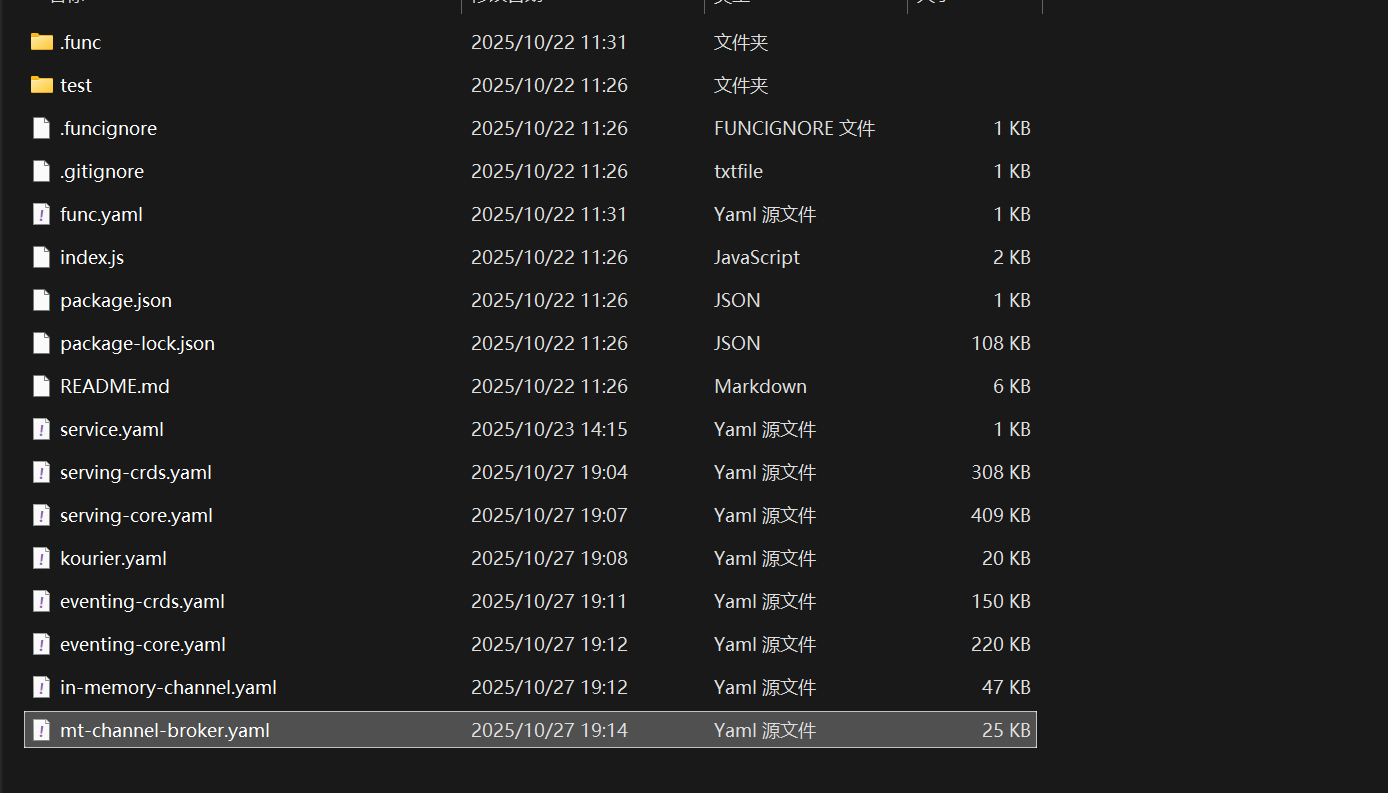 .func 2025/10/22 11:31 文件夹
test 2025/10/22 11:26 文件夹
.funcignore 2025/10/22 11:26 FUNCIGNORE 文件 1 KB
.gitignore 2025/10/22 11:26 txtfile 1 KB
func.yaml 2025/10/22 11:31 Yaml 源文件 1 KB
index.js 2025/10/22 11:26 JavaScript 2 KB
package.json 2025/10/22 11:26 JSON 1 KB
package-lock.json 2025/10/22 11:26 JSON 108 KB
README.md 2025/10/22 11:26 Markdown 6 KB
service.yaml 2025/10/23 14:15 Yaml 源文件 1 KB
serving-crds.yaml 2025/10/27 19:04 Yaml 源文件 308 KB
serving-core.yaml 2025/10/27 19:07 Yaml 源文件 409 KB
kourier.yaml 2025/10/27 19:08 Yaml 源文件 20 KB
eventing-crds.yaml 2025/10/27 19:11 Yaml 源文件 150 KB
eventing-core.yaml 2025/10/27 19:12 Yaml 源文件 220 KB
in-memory-channel.yaml 2025/10/27 19:12 Yaml 源文件 47 KB
mt-channel-broker.yaml 2025/10/27 19:14 Yaml 源文件 25 KB